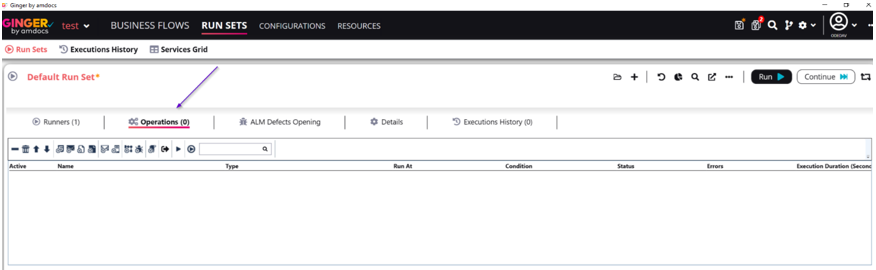 Ginger by amdocs
GINGER
by amdocs
test
BUSINESS FLOWS
RUN SETS
CONFIGURATIONS
RESOURCES
2
Run Sets
Executions History
Services Grid
Default Run Set*
Run
Continue
Runners (1)
Operations (0)
ALM Defects Opening
Details
Executions History (0)
Active Name Type Run At Condition Status Errors Execution Duration (Second